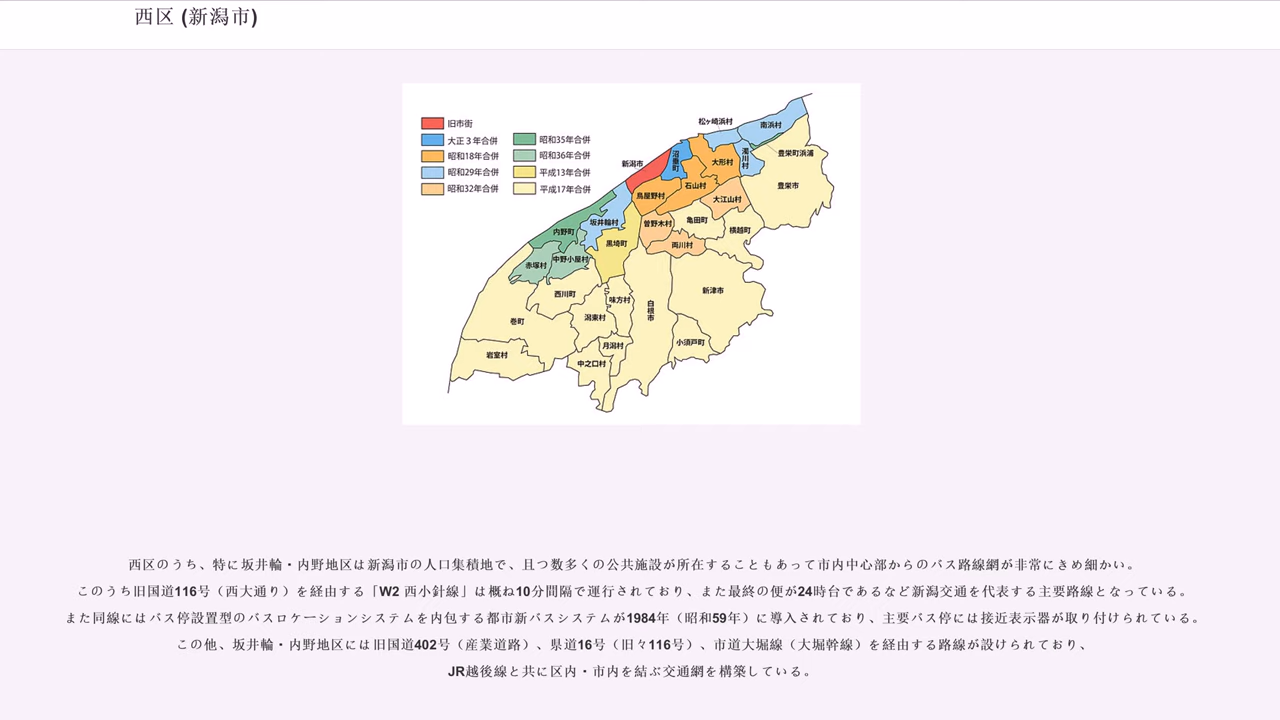 西区 (新潟市)
旧市街
大正３年合併
昭和18年合併
昭和29年合併
昭和32年合併
昭和35年合併
昭和36年合併
平成13年合併
平成17年合併
松ヶ崎浜村
南浜村
新潟市
沼垂町
大形村
濁川村
豊栄町浜浦
豊栄市
石山村
鳥屋野村
大江山村
坂井輪村
曽野木村
亀田町
横越町
内野町
黒埼町
両川村
赤塚村
中野小屋村
西川町
味方村
白根市
新津市
巻町
潟東村
月潟村
小須戸町
岩室村
中之口村
西区のうち、特に坂井輪・内野地区は新潟市の人口集積地で、且つ数多くの公共施設が所在することもあって市内中心部からのバス路線網が非常にきめ細かい。
このうち旧国道116号（西大通り）を経由する「W2 西小針線」は概ね10分間隔で運行されており、また最終の便が24時台であるなど新潟交通を代表する主要路線となっている。
また同線にはバス停設置型のバスロケーションシステムを内包する都市新バスシステムが1984年（昭和59年）に導入されており、主要バス停には接近表示器が取り付けられている。
この他、坂井輪・内野地区には旧国道402号（産業道路）、県道16号（旧々116号）、市道大堀線（大堀幹線）を経由する路線が設けられており、
JR越後線と共に区内・市内を結ぶ交通網を構築している。